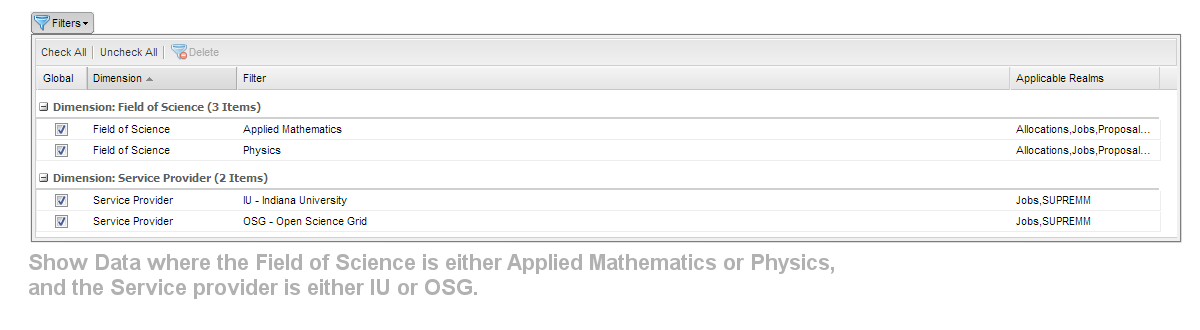 Filters
Check All Uncheck All Delete
Global Dimension Filter Applicable Realms
Dimension: Field of Science (3 Items)
Field of Science Applied Mathematics Allocations,Jobs,Proposal...
Field of Science Physics Allocations,Jobs,Proposal...
Dimension: Service Provider (2 Items)
Service Provider IU - Indiana University Jobs,SUPREMM
Service Provider OSG - Open Science Grid Jobs,SUPREMM
Show Data where the Field of Science is either Applied Mathematics or Physics,
and the Service provider is either IU or OSG.